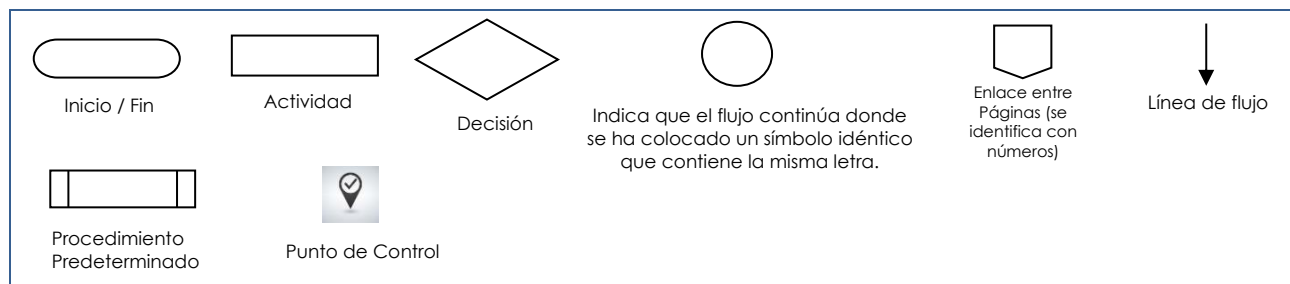 Inicio / Fin
Actividad
Decisión
Indica que el flujo continúa donde
se ha colocado un símbolo idéntico
que contiene la misma letra.
Enlace entre
Páginas (se
identifica con
números)
Línea de flujo
Procedimiento
Predeterminado
Punto de Control